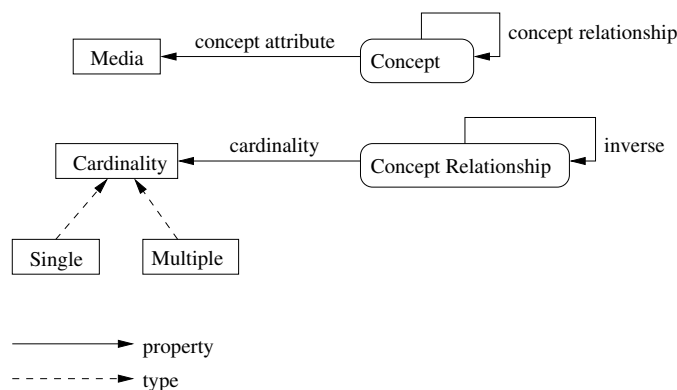 concept attribute
concept relationship
Media
Concept
cardinality
inverse
Cardinality
Concept Relationship
Single
Multiple
property
type